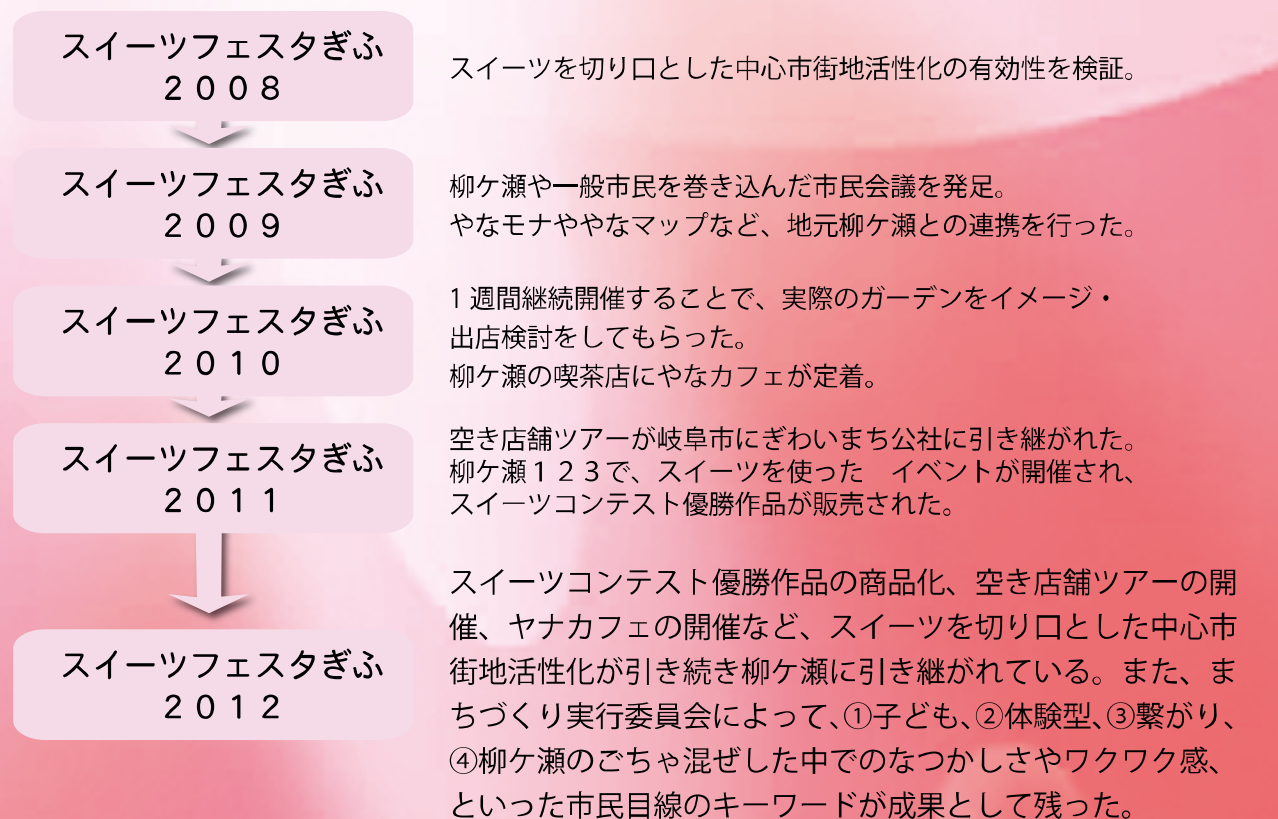 スイーツフェスタぎふ
２００８
スイーツを切り口とした中心市街地活性化の有効性を検証。
スイーツフェスタぎふ
２００９
柳ケ瀬や一般市民を巻き込んだ市民会議を発足。
やなモナややなマップなど、地元柳ケ瀬との連携を行った。
スイーツフェスタぎふ
２０１０
1 週間継続開催することで、実際のガーデンをイメージ・
出店検討をしてもらった。
柳ケ瀬の喫茶店にやなカフェが定着。
スイーツフェスタぎふ
２０１１
空き店舗ツアーが岐阜市にぎわいまち公社に引き継がれた。
柳ケ瀬１２３で、スイーツを使った　イベントが開催され、
スイーツコンテスト優勝作品が販売された。
スイーツフェスタぎふ
２０１２
スイーツコンテスト優勝作品の商品化、空き店舗ツアーの開
催、ヤナカフェの開催など、スイーツを切り口とした中心市
街地活性化が引き続き柳ケ瀬に引き継がれている。また、ま
ちづくり実行委員会によって、①子ども、②体験型、③繋がり、
④柳ケ瀬のごちゃ混ぜした中でのなつかしさやワクワク感、
といった市民目線のキーワードが成果として残った。